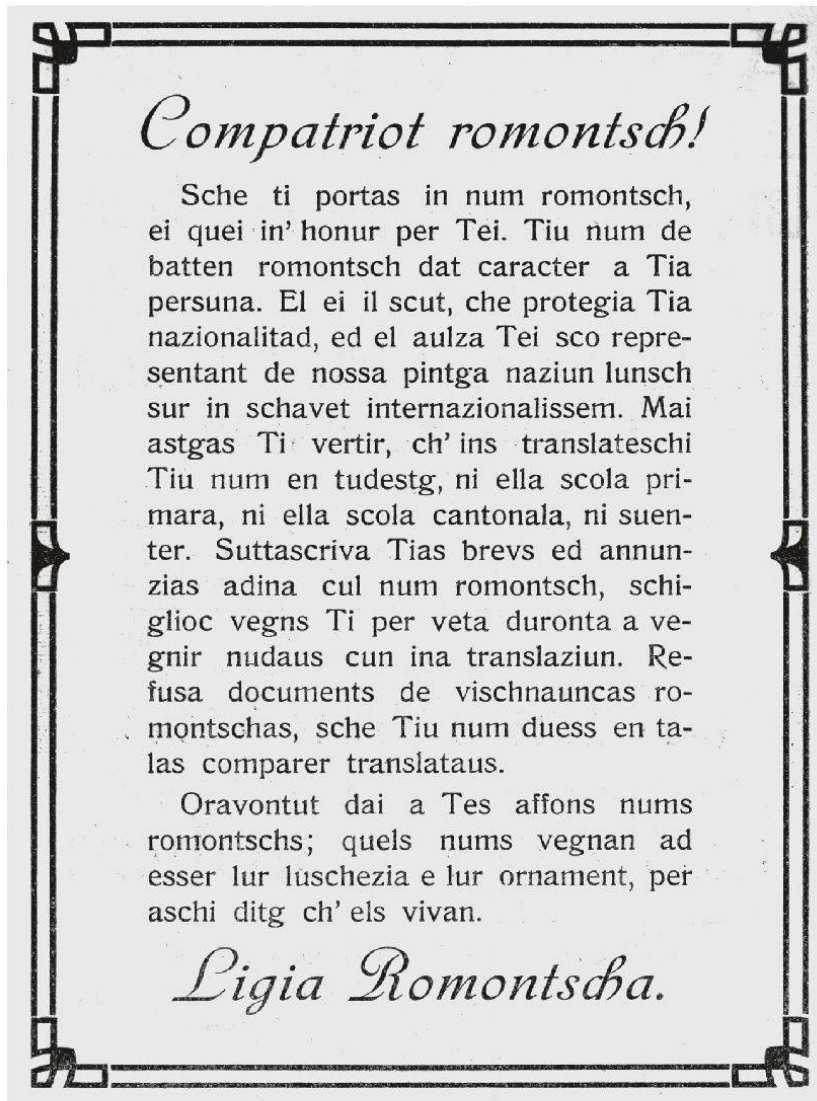 Compatriot romontsch!
Sche ti portas in num romontsch,
ei quei in' honur per Tei. Tiu num de
batten romontsch dat caracter a Tia
persuna. El ei il scut, che protegia Tia
nazionalitad, ed el aulza Tei sco repre-
sentant de nossa pintga naziun lunsch
sur in schavet internazionalissem. Mai
astgas Ti vertir, ch' ins translateschi
Tiu num en tudestg, ni ella scola pri-
mara, ni ella scola cantonala, ni suen-
ter. Suttascriva Tias brevs ed annun-
zias adina cul num romontsch, schi-
glioc vegns Ti per veta duronta a ve-
gnir nudaus cun ina translaziun. Re-
fusa documents de vischnauncas ro-
montschas, sche Tiu num duess en ta-
las comparer translataus.
Oravontut dai a Tes affons nums
romontschs; quels nums vegnan ad
esser lur luschezia e lur ornament, per
aschi ditg ch' els vivan.
Ligia Romontscha.